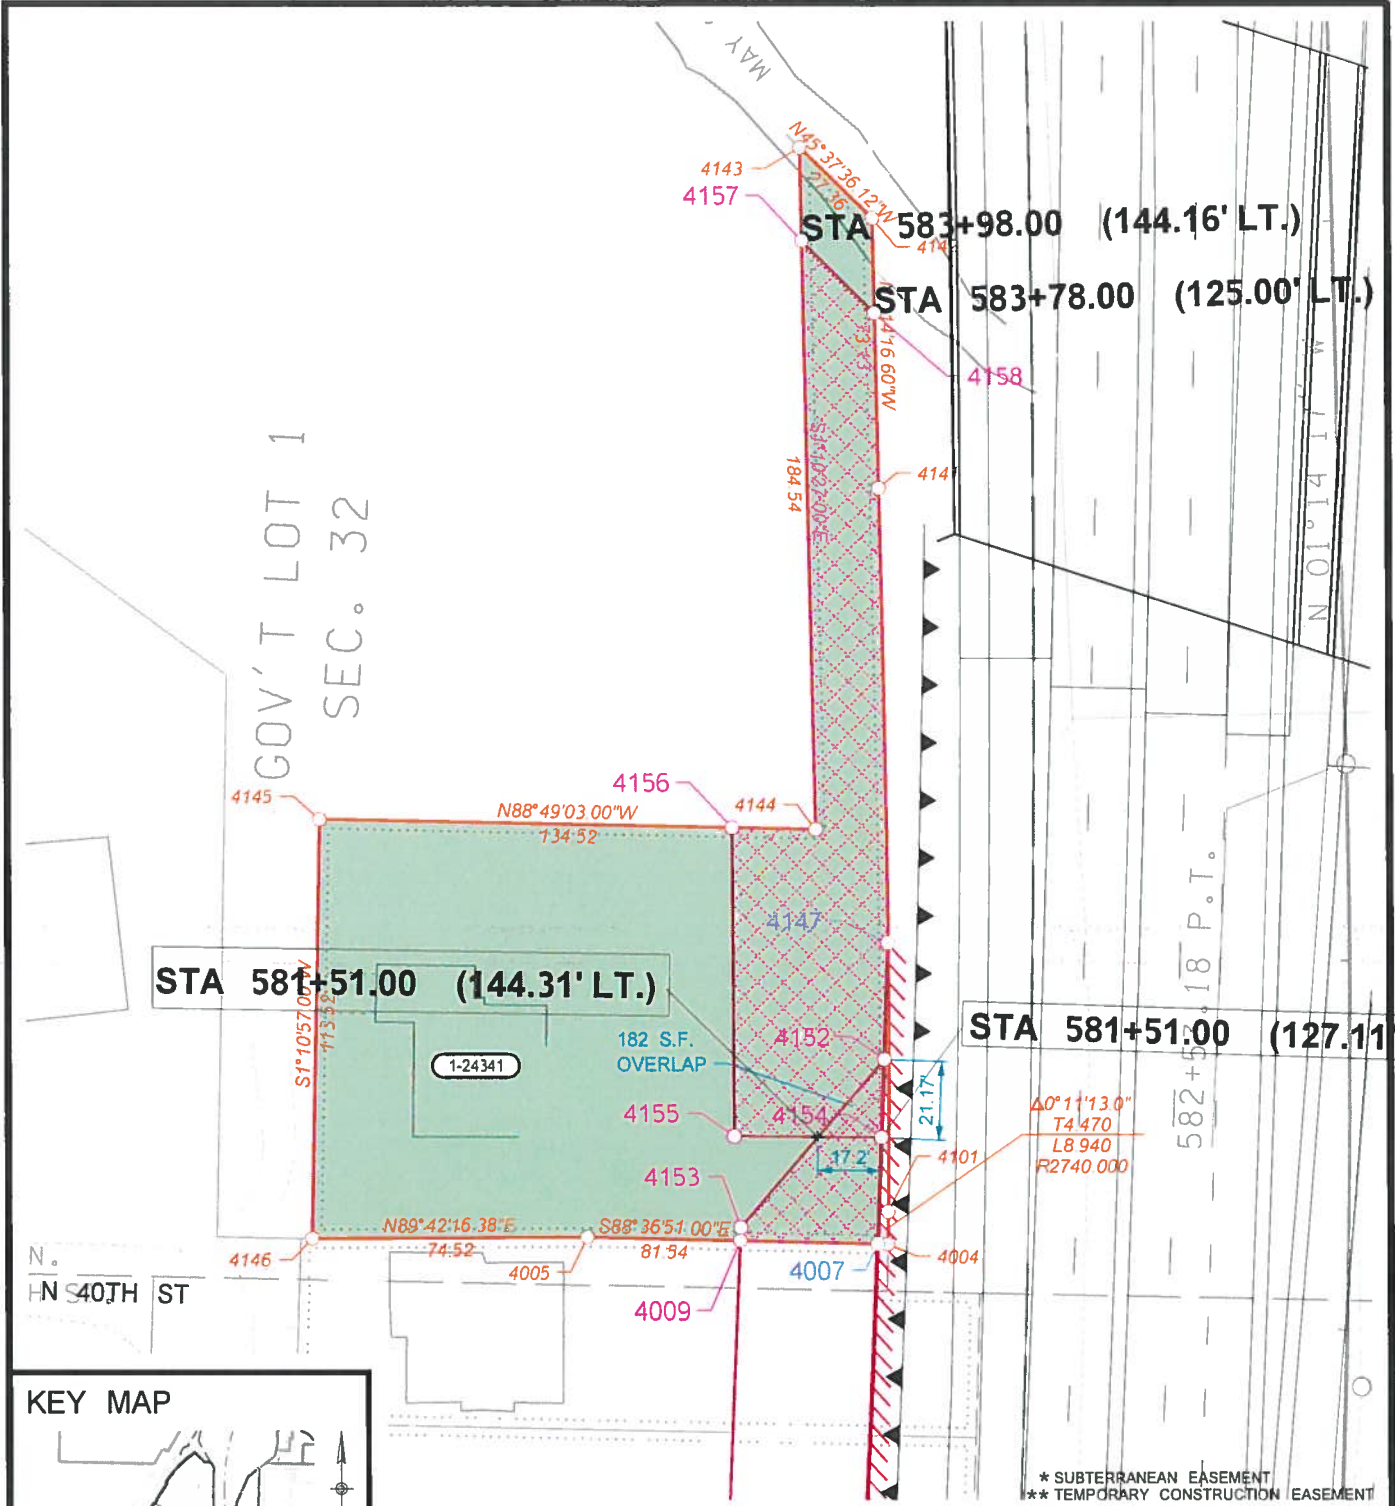 MAY
N45°37'36.12"W
27.36
4143
4157
STA 583+98.00 (144.16' LT.)
STA 583+78.00 (125.00' LT.)
4158
184.54
S1°10'27.00"E
414
GOV'T LOT 1
SEC. 32
N 01°14'17" W
4156
4144
4145
N88°49'03.00"W
134.52
4147
582+57.18 P.T.
STA 581+51.00 (144.31' LT.)
S1°10'57.00"W
113.52
STA 581+51.00 (127.11
182 S.F.
OVERLAP
4152
1-24341
21.17'
4155
4154
Δ0°11'13.0"
T4.470
L8.940
R2740.000
17.2'
4101
4153
N89°42'16.38"E
74.52
S88°36'51.00"E
81.54
4146
4005
4007
4004
N.
N 40TH ST
4009
KEY MAP
* SUBTERRANEAN EASEMENT
** TEMPORARY CONSTRUCTION EASEMENT